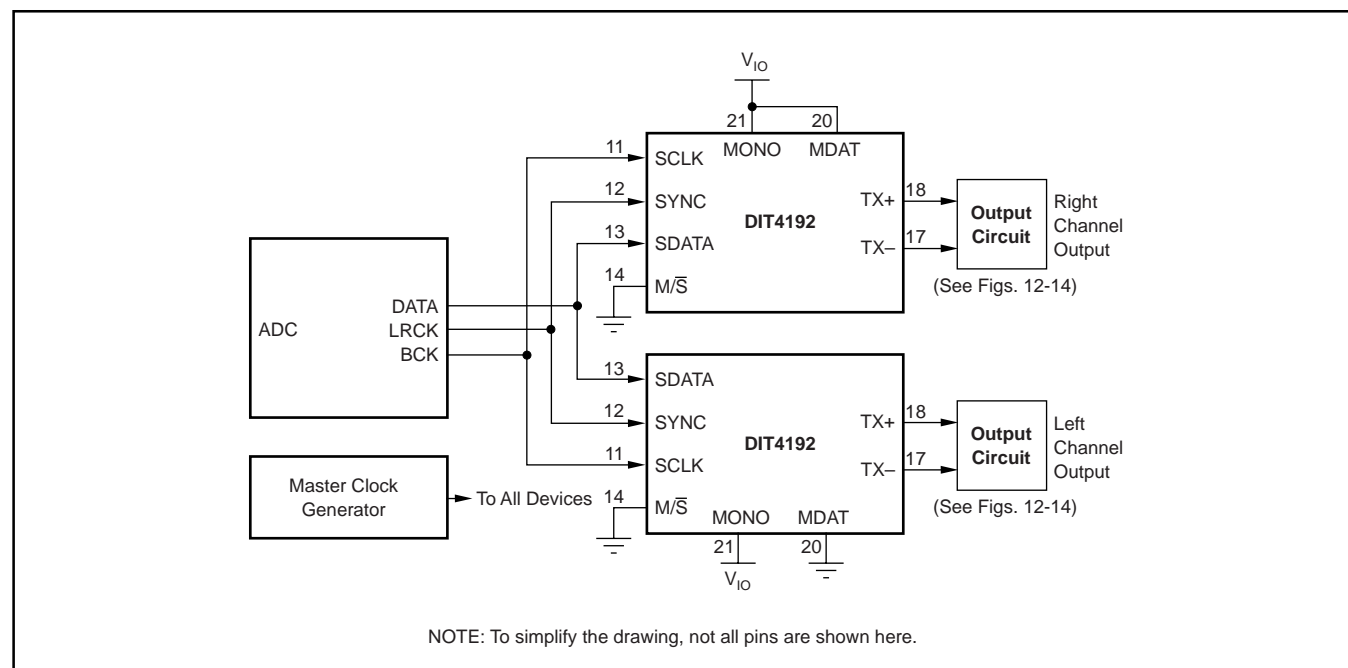 V_IO
21 20
MONO MDAT
11 SCLK
12 SYNC
13 SDATA
14 M/S̅
DIT4192
TX+ 18
TX– 17
Output
Circuit
Right
Channel
Output
(See Figs. 12-14)
ADC
DATA
LRCK
BCK
13 SDATA
12 SYNC
11 SCLK
14 M/S̅
DIT4192
TX+ 18
TX– 17
MONO MDAT
21 20
V_IO
Output
Circuit
Left
Channel
Output
(See Figs. 12-14)
Master Clock
Generator
To All Devices
NOTE: To simplify the drawing, not all pins are shown here.